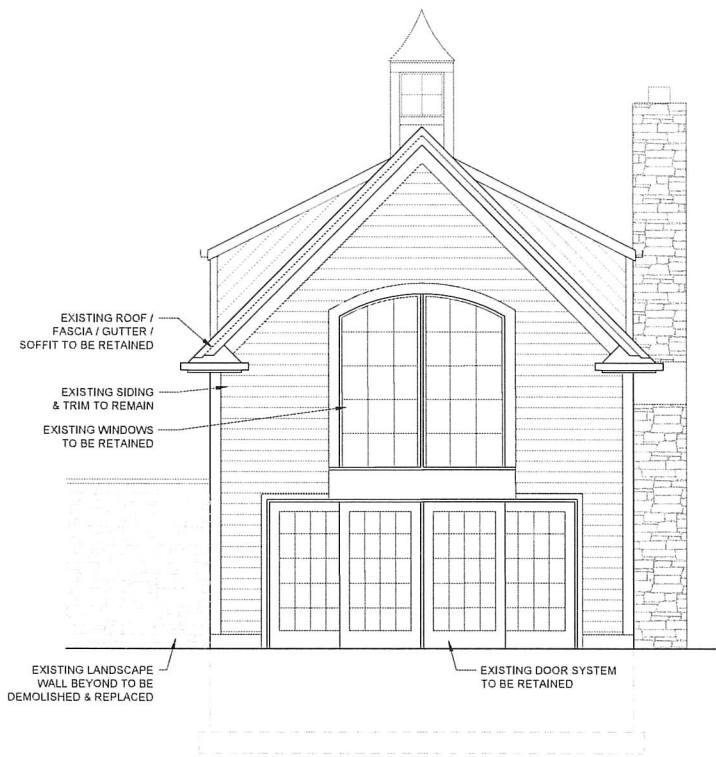 EXISTING ROOF /
FASCIA / GUTTER /
SOFFIT TO BE RETAINED
EXISTING SIDING
& TRIM TO REMAIN
EXISTING WINDOWS
TO BE RETAINED
EXISTING LANDSCAPE
WALL BEYOND TO BE
DEMOLISHED & REPLACED
EXISTING DOOR SYSTEM
TO BE RETAINED